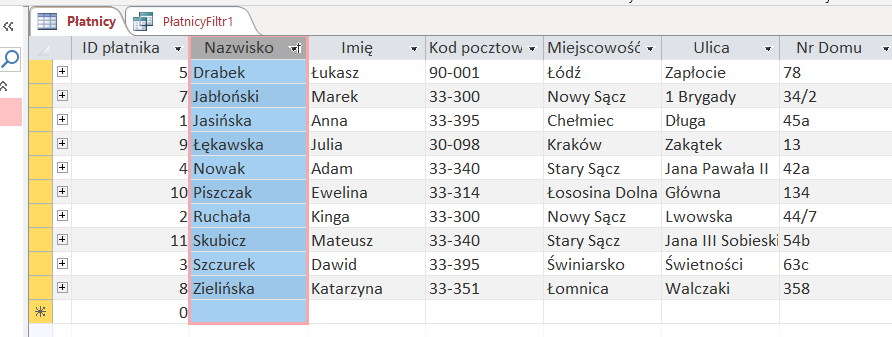 Płatnicy PłatnicyFiltr1
ID płatnika Nazwisko Imię Kod pocztow Miejscowość Ulica Nr Domu
5 Drabek Łukasz 90-001 Łódź Zapłocie 78
7 Jabłoński Marek 33-300 Nowy Sącz 1 Brygady 34/2
1 Jasińska Anna 33-395 Chełmiec Długa 45a
9 Łękawska Julia 30-098 Kraków Zakątek 13
4 Nowak Adam 33-340 Stary Sącz Jana Pawała II 42a
10 Piszczak Ewelina 33-314 Łososina Dolna Główna 134
2 Ruchała Kinga 33-300 Nowy Sącz Lwowska 44/7
11 Skubicz Mateusz 33-340 Stary Sącz Jana III Sobieski 54b
3 Szczurek Dawid 33-395 Świniarsko Świetności 63c
8 Zielińska Katarzyna 33-351 Łomnica Walczaki 358
0